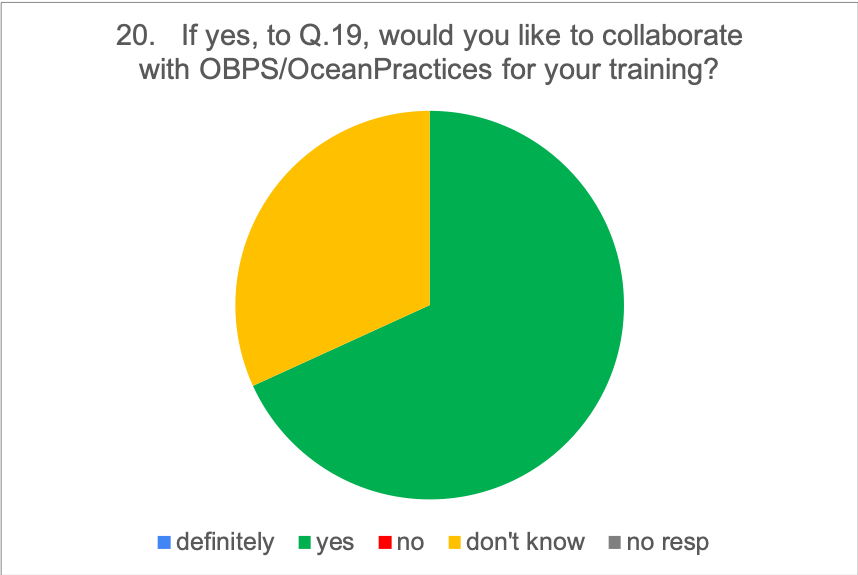 20. If yes, to Q.19, would you like to collaborate
with OBPS/OceanPractices for your training?
definitely yes no don't know no resp